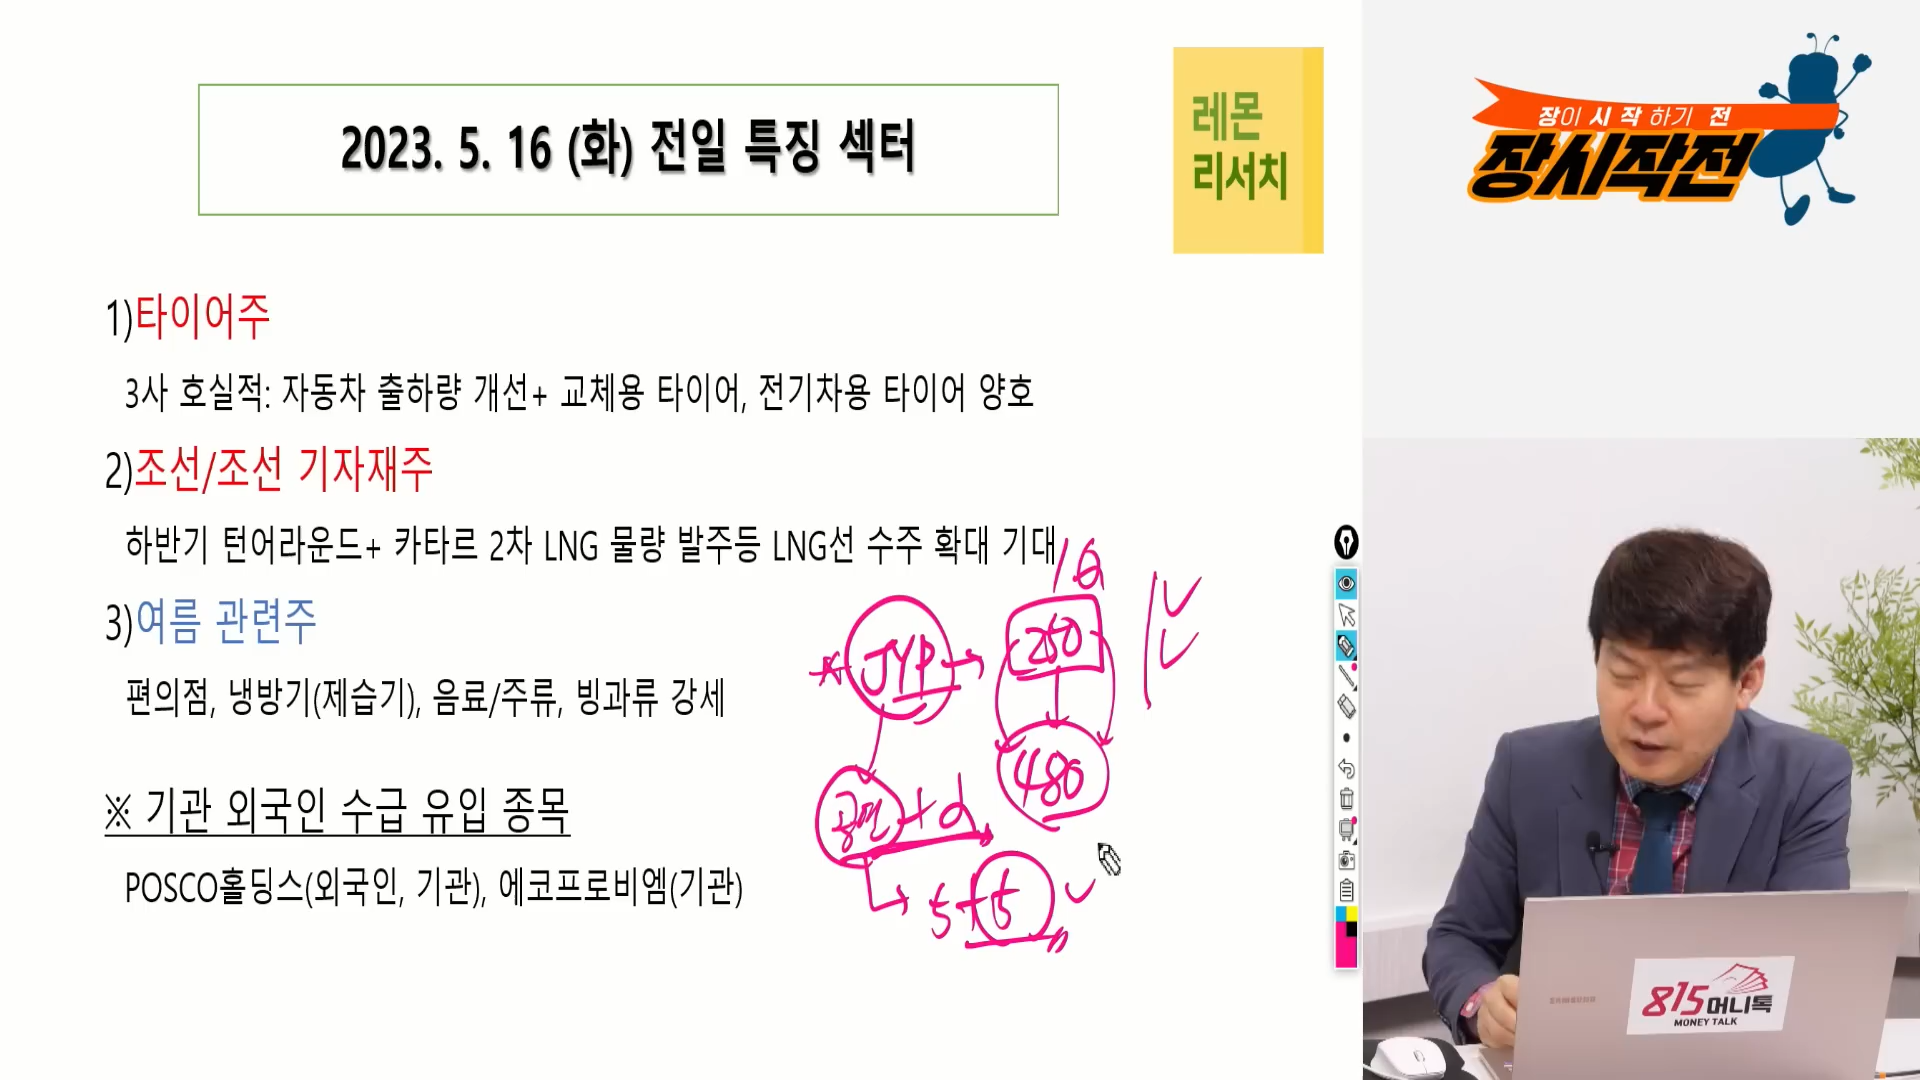 2023. 5. 16 (화) 전일 특징 섹터
레몬
리서치
장이 시 작 하기 전
장시작전
1)타이어주
3사 호실적: 자동차 출하량 개선+ 교체용 타이어, 전기차용 타이어 양호
2)조선/조선 기자재주
하반기 턴어라운드+ 카타르 2차 LNG 물량 발주등 LNG선 수주 확대 기대
3)여름 관련주
편의점, 냉방기(제습기), 음료/주류, 빙과류 강세
※ 기관 외국인 수급 유입 종목
POSCO홀딩스(외국인, 기관), 에코프로비엠(기관)
1Q
JYP → 250
480
+ α
5+5
SAMSUNG
815머니톡
MONEY TALK